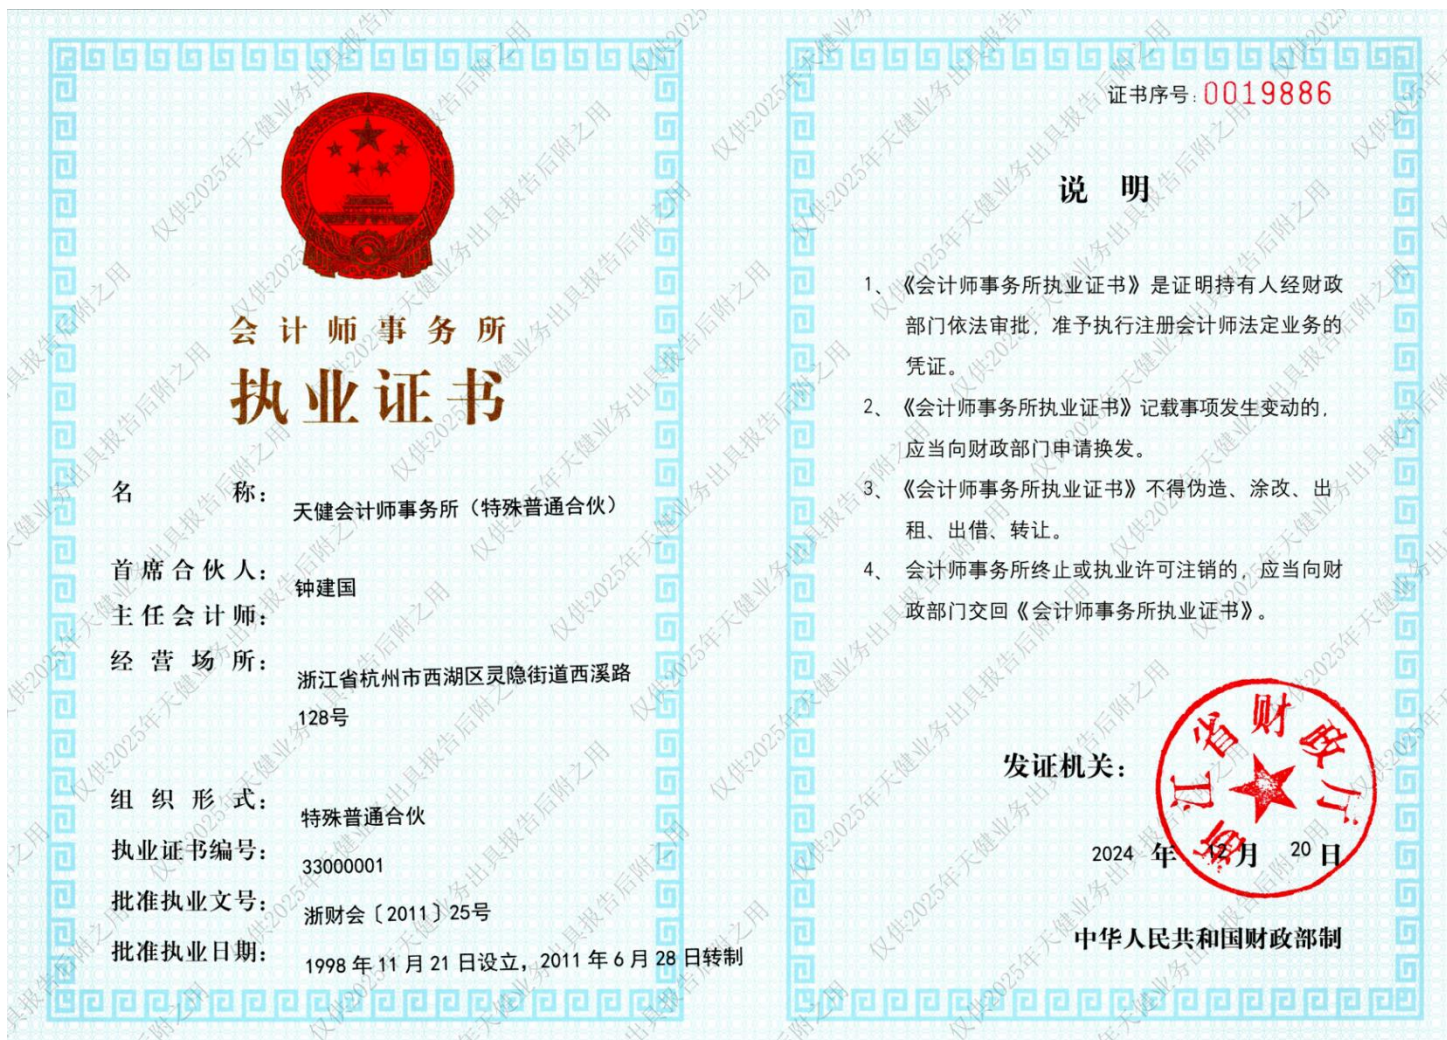 会计师事务所
执业证书
名称：天健会计师事务所（特殊普通合伙）
首席合伙人：钟建国
主任会计师：
经营场所：浙江省杭州市西湖区灵隐街道西溪路
128号
组织形式：特殊普通合伙
执业证书编号：33000001
批准执业文号：浙财会〔2011〕25号
批准执业日期：1998年11月21日设立，2011年6月28日转制
证书序号：0019886
说明
1、《会计师事务所执业证书》是证明持有人经财政
部门依法审批，准予执行注册会计师法定业务的
凭证。
2、《会计师事务所执业证书》记载事项发生变动的，
应当向财政部门申请换发。
3、《会计师事务所执业证书》不得伪造、涂改、出
租、出借、转让。
4、会计师事务所终止或执业许可注销的，应当向财
政部门交回《会计师事务所执业证书》。
发证机关：
浙江省财政厅
2024年12月20日
中华人民共和国财政部制
仅供2025年天健业务出具报告后附之用